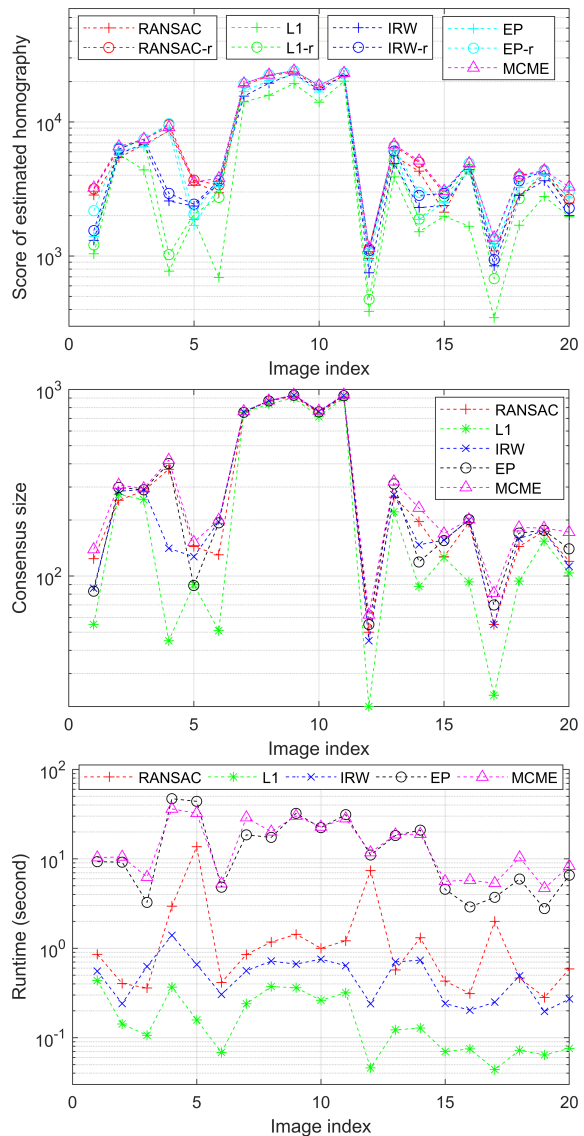 RANSAC L1 IRW EP
RANSAC-r L1-r IRW-r EP-r
MCME
Score of estimated homography
10^4
10^3
0 5 10 15 20
Image index
RANSAC
L1
IRW
EP
MCME
Consensus size
10^3
10^2
0 5 10 15 20
Image index
RANSAC L1 IRW EP MCME
Runtime (second)
10^2
10^1
10^0
10^-1
0 5 10 15 20
Image index